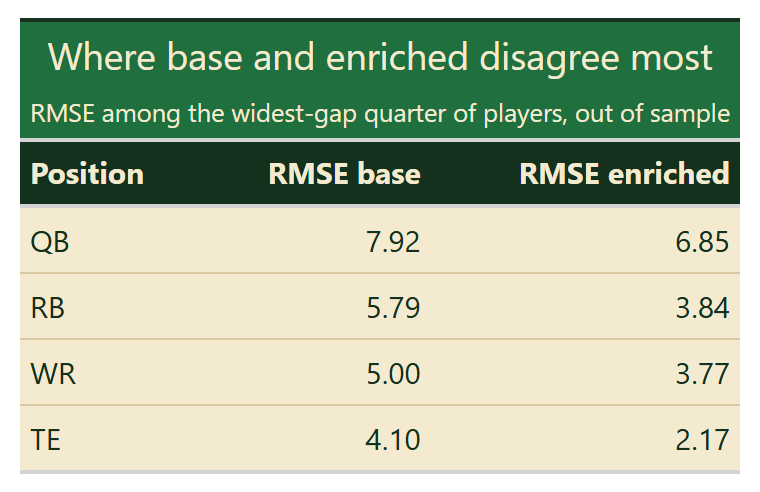 Where base and enriched disagree most
RMSE among the widest-gap quarter of players, out of sample
Position RMSE base RMSE enriched
QB 7.92 6.85
RB 5.79 3.84
WR 5.00 3.77
TE 4.10 2.17